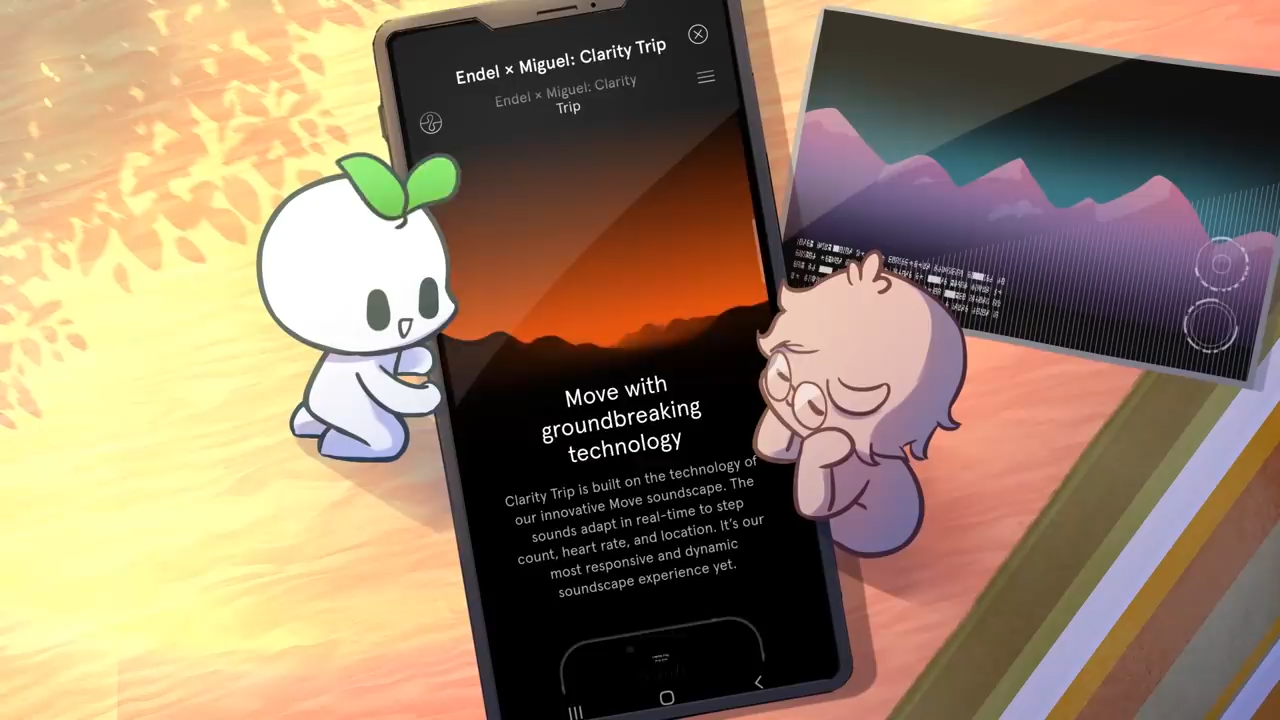 Endel × Miguel: Clarity Trip
Endel × Miguel: Clarity
Trip
Move with
groundbreaking
technology
Clarity Trip is built on the technology of
our innovative Move soundscape. The
sounds adapt in real-time to step
count, heart rate, and location. It's our
most responsive and dynamic
soundscape experience yet.